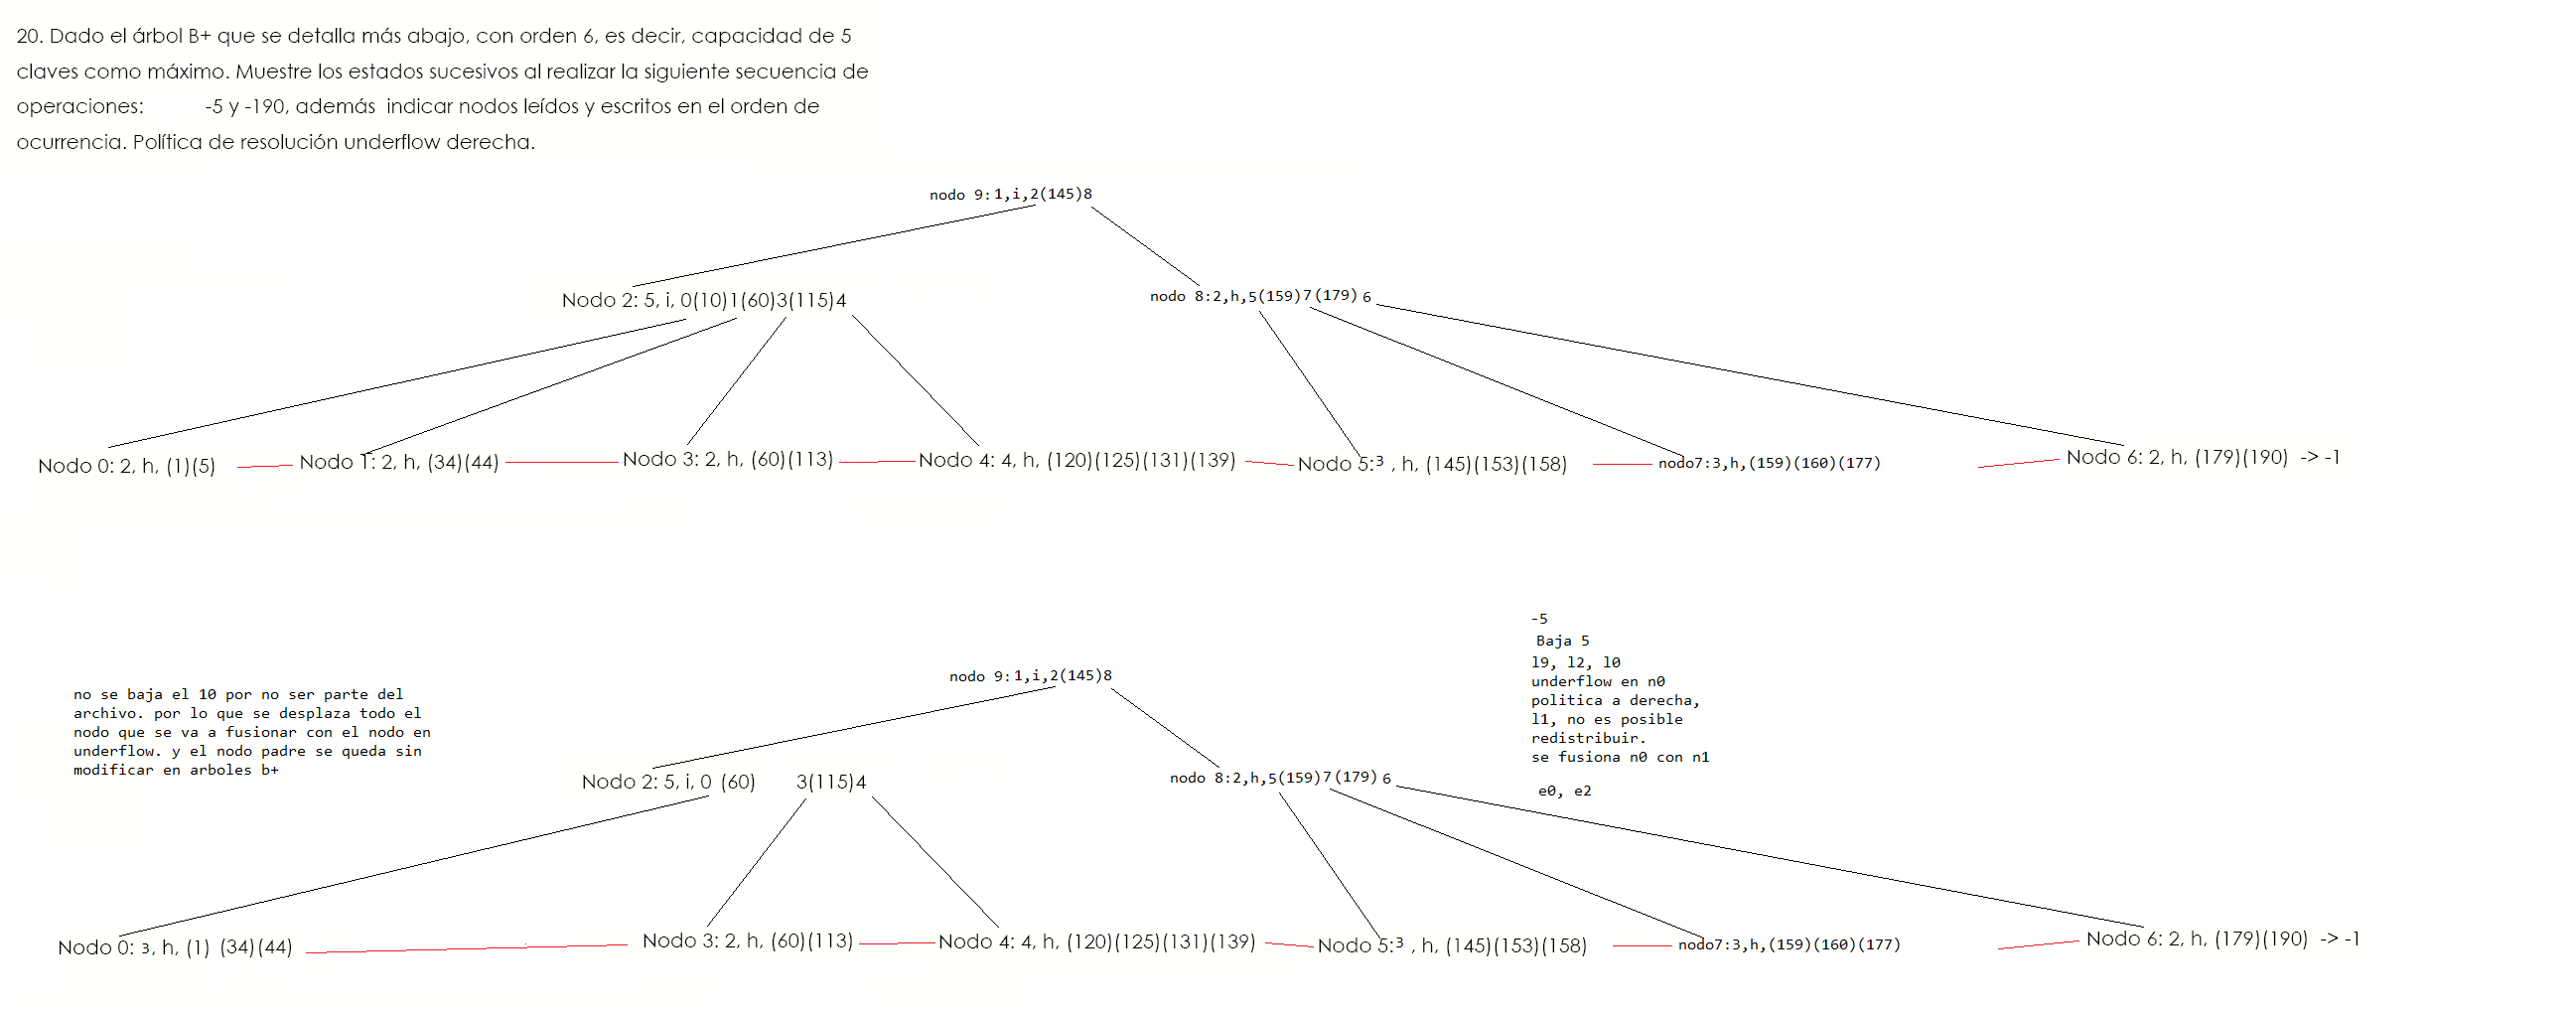 20. Dado el árbol B+ que se detalla más abajo, con orden 6, es decir, capacidad de 5
claves como máximo. Muestre los estados sucesivos al realizar la siguiente secuencia de
operaciones: -5 y -190, además indicar nodos leídos y escritos en el orden de
ocurrencia. Política de resolución underflow derecha.
nodo 9:1,i,2(145)8
Nodo 2: 5, i, 0(10)1(60)3(115)4
nodo 8:2,h,5(159)7(179) 6
Nodo 0: 2, h, (1)(5)
Nodo 1: 2, h, (34)(44)
Nodo 3: 2, h, (60)(113)
Nodo 4: 4, h, (120)(125)(131)(139)
Nodo 5:3 , h, (145)(153)(158)
nodo7:3,h,(159)(160)(177)
Nodo 6: 2, h, (179)(190) -> -1
-5
Baja 5
l9, l2, l0
underflow en n0
politica a derecha,
l1, no es posible
redistribuir.
se fusiona n0 con n1
e0, e2
no se baja el 10 por no ser parte del
archivo. por lo que se desplaza todo el
nodo que se va a fusionar con el nodo en
underflow. y el nodo padre se queda sin
modificar en arboles b+
nodo 9:1,i,2(145)8
Nodo 2: 5, i, 0 (60) 3(115)4
nodo 8:2,h,5(159)7(179) 6
Nodo 0: 3, h, (1) (34)(44)
Nodo 3: 2, h, (60)(113)
Nodo 4: 4, h, (120)(125)(131)(139)
Nodo 5:3 , h, (145)(153)(158)
nodo7:3,h,(159)(160)(177)
Nodo 6: 2, h, (179)(190) -> -1